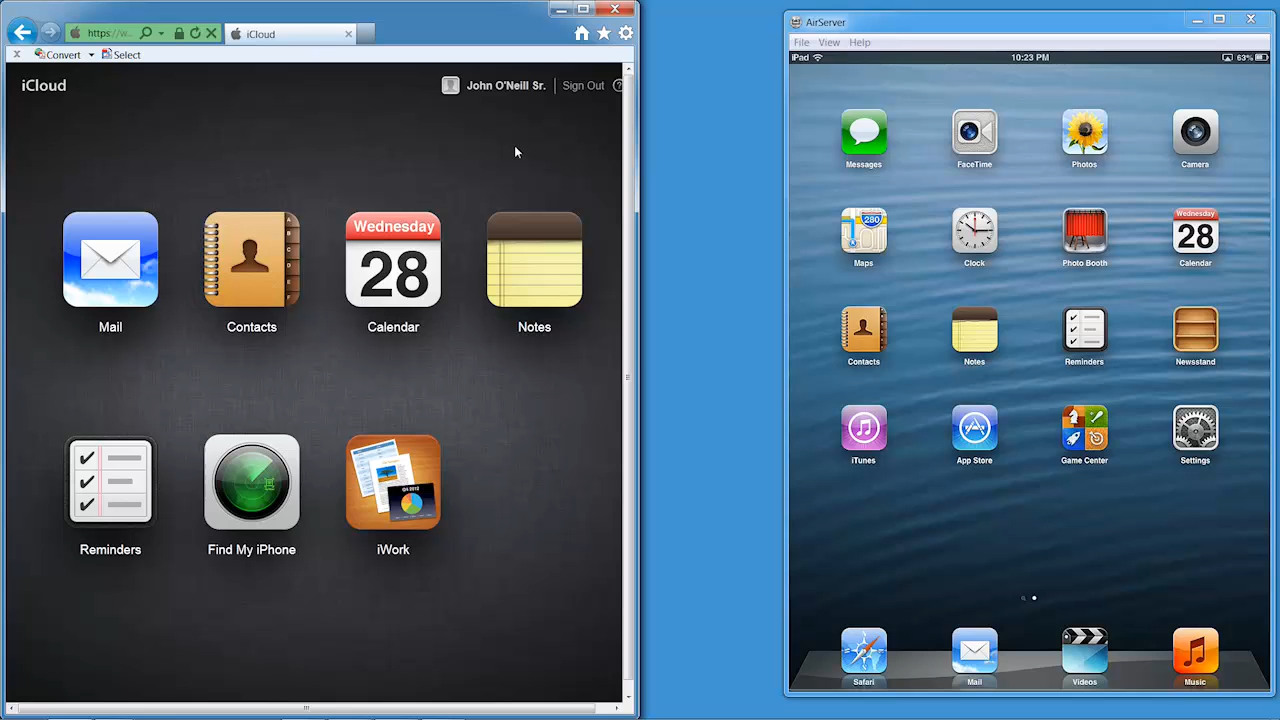 https://w...
iCloud
Convert
Select
iCloud
John O'Neill Sr.
Sign Out
Mail
Contacts
Wednesday
28
Calendar
Notes
Reminders
Find My iPhone
iWork
AirServer
File View Help
iPad
10:23 PM
63%
Messages
FaceTime
Photos
Camera
280
Maps
Clock
Photo Booth
Wednesday
28
Calendar
Contacts
Notes
Reminders
Newsstand
iTunes
App Store
Game Center
Settings
Safari
Mail
Videos
Music